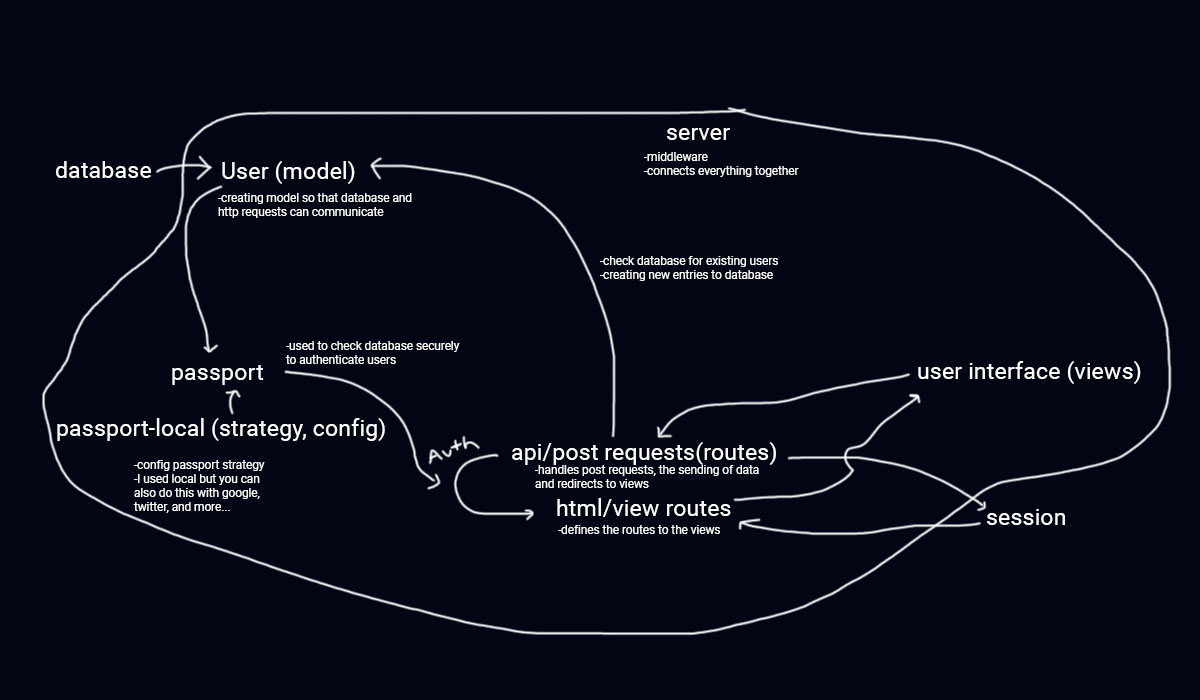 server
-middleware
-connects everything together
database
User (model)
-creating model so that database and
http requests can communicate
-check database for existing users
-creating new entries to database
-used to check database securely
to authenticate users
passport
user interface (views)
passport-local (strategy, config)
-config passport strategy
-I used local but you can
also do this with google,
twitter, and more...
Auth
api/post requests(routes)
-handles post requests, the sending of data
and redirects to views
html/view routes
-defines the routes to the views
session